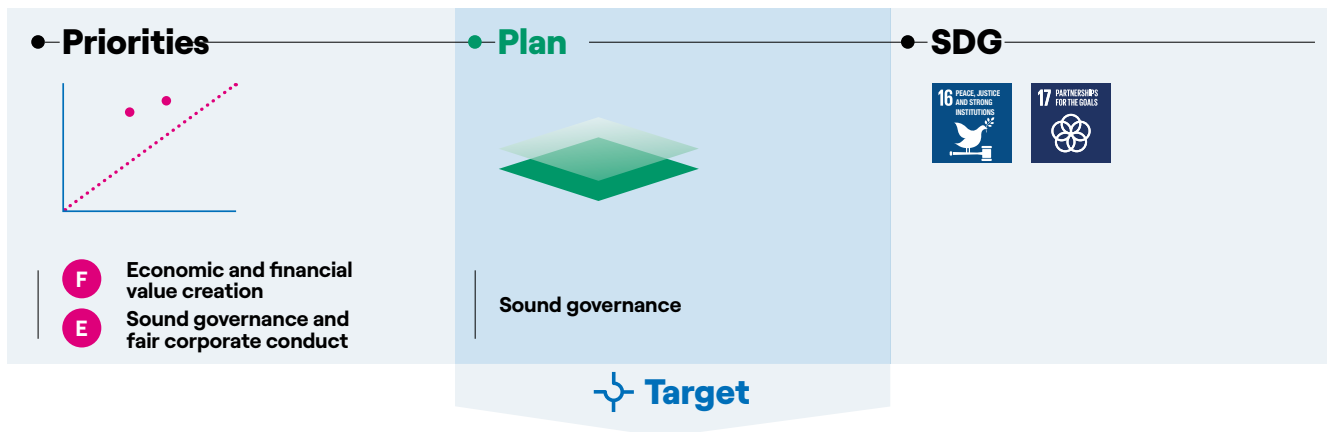 Priorities
Plan
SDG
16 PEACE, JUSTICE
AND STRONG
INSTITUTIONS
17 PARTNERSHIPS
FOR THE GOALS
F Economic and financial
value creation
E Sound governance and
fair corporate conduct
Sound governance
Target